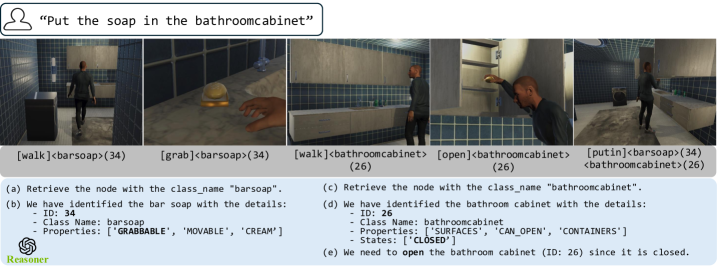 “Put the soap in the bathroomcabinet”
[walk]<barsoap>(34)
[grab]<barsoap>(34)
[walk]<bathroomcabinet>
(26)
[open]<bathroomcabinet>
(26)
[putin]<barsoap>(34)
<bathroomcabinet>(26)
(a) Retrieve the node with the class_name "barsoap".
(b) We have identified the bar soap with the details:
- ID: 34
- Class Name: barsoap
- Properties: ['GRABBABLE', 'MOVABLE', 'CREAM']
Reasoner
(c) Retrieve the node with the class_name "bathroomcabinet".
(d) We have identified the bathroom cabinet with the details:
- ID: 26
- Class Name: bathroomcabinet
- Properties: ['SURFACES', 'CAN_OPEN', 'CONTAINERS']
- States: ['CLOSED']
(e) We need to open the bathroom cabinet (ID: 26) since it is closed.